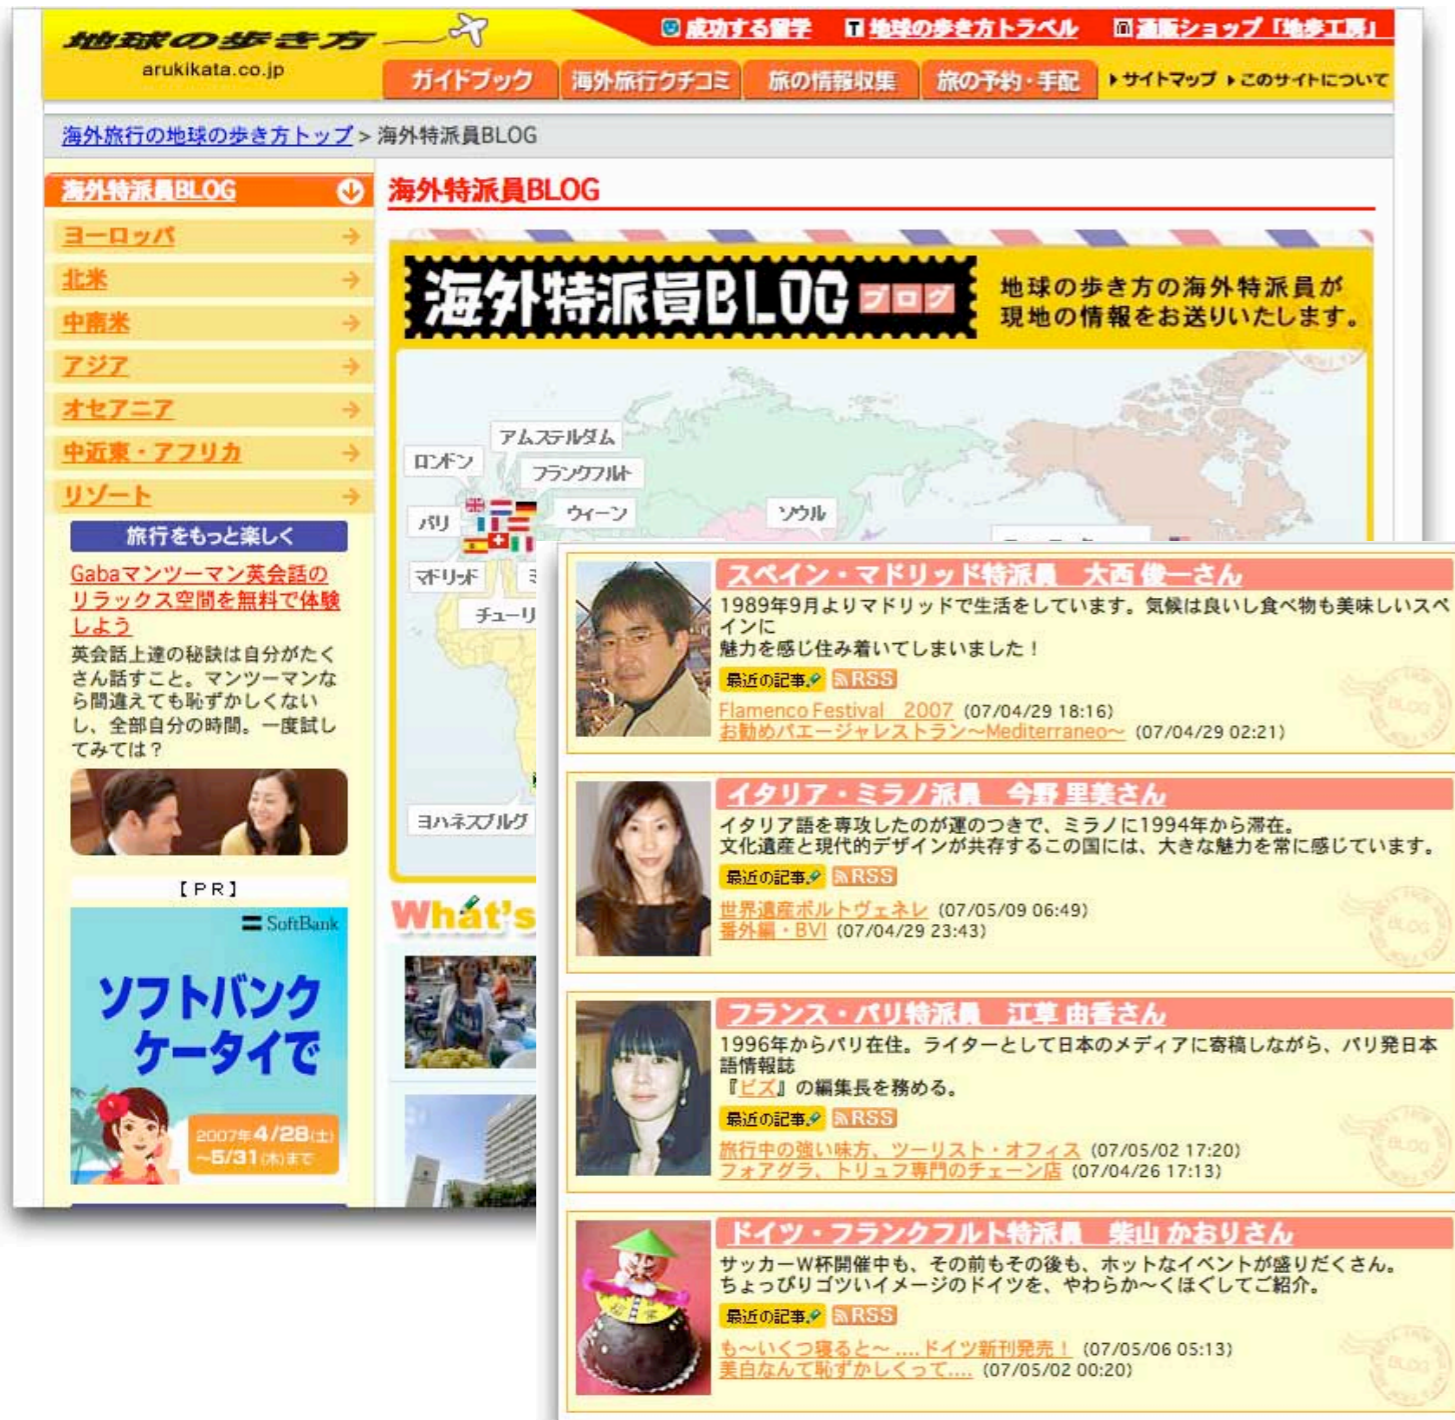 地球の歩き方
arukikata.co.jp
成功する留学 地球の歩き方トラベル 通販ショップ「地歩工房」
ガイドブック 海外旅行クチコミ 旅の情報収集 旅の予約・手配 サイトマップ このサイトについて
海外旅行の地球の歩き方トップ > 海外特派員BLOG
海外特派員BLOG
ヨーロッパ
北米
中南米
アジア
オセアニア
中近東・アフリカ
リゾート
旅行をもっと楽しく
Gabaマンツーマン英会話の
リラックス空間を無料で体験
しよう
英会話上達の秘訣は自分がたく
さん話すこと。マンツーマンな
ら間違えても恥ずかしくない
し、全部自分の時間。一度試し
てみては？
【PR】
SoftBank
ソフトバンク
ケータイで
2007年4/28(土)
～5/31(木)まで
海外特派員BLOG
海外特派員BLOG ブログ
地球の歩き方の海外特派員が
現地の情報をお送りいたします。
アムステルダム
ロンドン
フランクフルト
パリ
ウィーン
ソウル
マドリッド
チューリ
ヨハネスブルグ
What's
スペイン・マドリッド特派員 大西 俊一さん
1989年9月よりマドリッドで生活をしています。気候は良いし食べ物も美味しいスペ
インに
魅力を感じ住み着いてしまいました！
最近の記事 RSS
Flamenco Festival 2007 (07/04/29 18:16)
お勧めパエージャレストラン～Mediterraneo～ (07/04/29 02:21)
イタリア・ミラノ派員 今野 里美さん
イタリア語を専攻したのが運のつきで、ミラノに1994年から滞在。
文化遺産と現代的デザインが共存するこの国には、大きな魅力を常に感じています。
最近の記事 RSS
世界遺産ポルトヴェネレ (07/05/09 06:49)
番外編・BVI (07/04/29 23:43)
フランス・パリ特派員 江草 由香さん
1996年からパリ在住。ライターとして日本のメディアに寄稿しながら、パリ発日本
語情報誌
『ビズ』の編集長を務める。
最近の記事 RSS
旅行中の強い味方、ツーリスト・オフィス (07/05/02 17:20)
フォアグラ、トリュフ専門のチェーン店 (07/04/26 17:13)
ドイツ・フランクフルト特派員 柴山 かおりさん
サッカーW杯開催中も、その前もその後も、ホットなイベントが盛りだくさん。
ちょっぴりゴツいイメージのドイツを、やわらか～くほぐしてご紹介。
最近の記事 RSS
も～いくつ寝ると～ ....ドイツ新刊発売！ (07/05/06 05:13)
美白なんて恥ずかしくって.... (07/05/02 00:20)